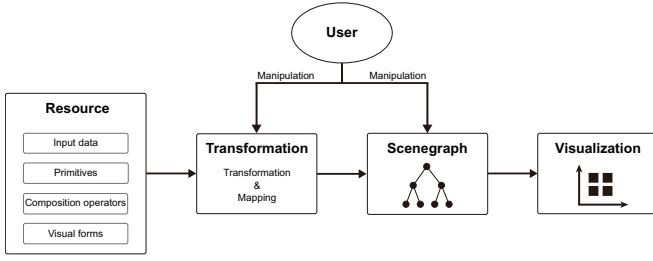 User
Manipulation
Manipulation
Resource
Input data
Primitives
Composition operators
Visual forms
Transformation
Transformation
&
Mapping
Scenegraph
Visualization